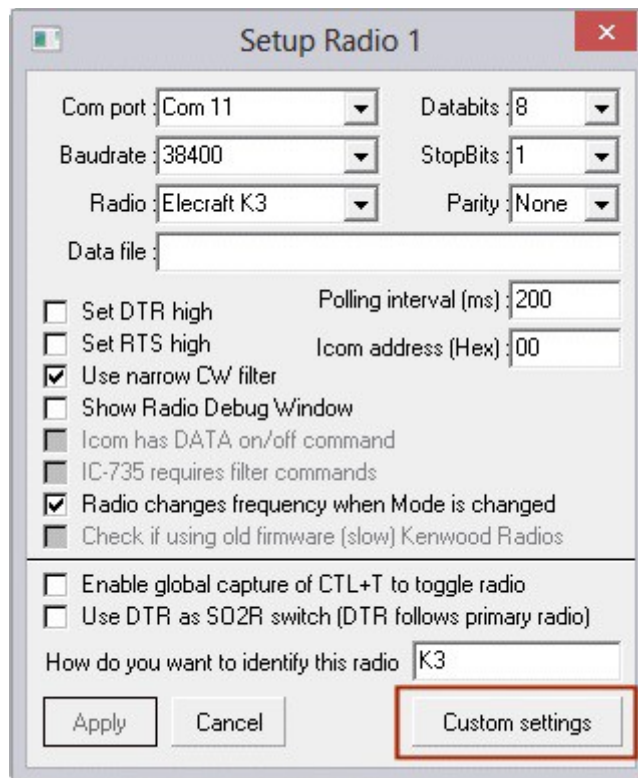 Setup Radio 1
Com port : Com 11 Databits : 8
Baudrate : 38400 StopBits : 1
Radio : Elecraft K3 Parity : None
Data file :
Set DTR high Polling interval (ms) : 200
Set RTS high Icom address (Hex) : 00
Use narrow CW filter
Show Radio Debug Window
Icom has DATA on/off command
IC-735 requires filter commands
Radio changes frequency when Mode is changed
Check if using old firmware (slow) Kenwood Radios
Enable global capture of CTL+T to toggle radio
Use DTR as SO2R switch (DTR follows primary radio)
How do you want to identify this radio K3
Apply Cancel Custom settings